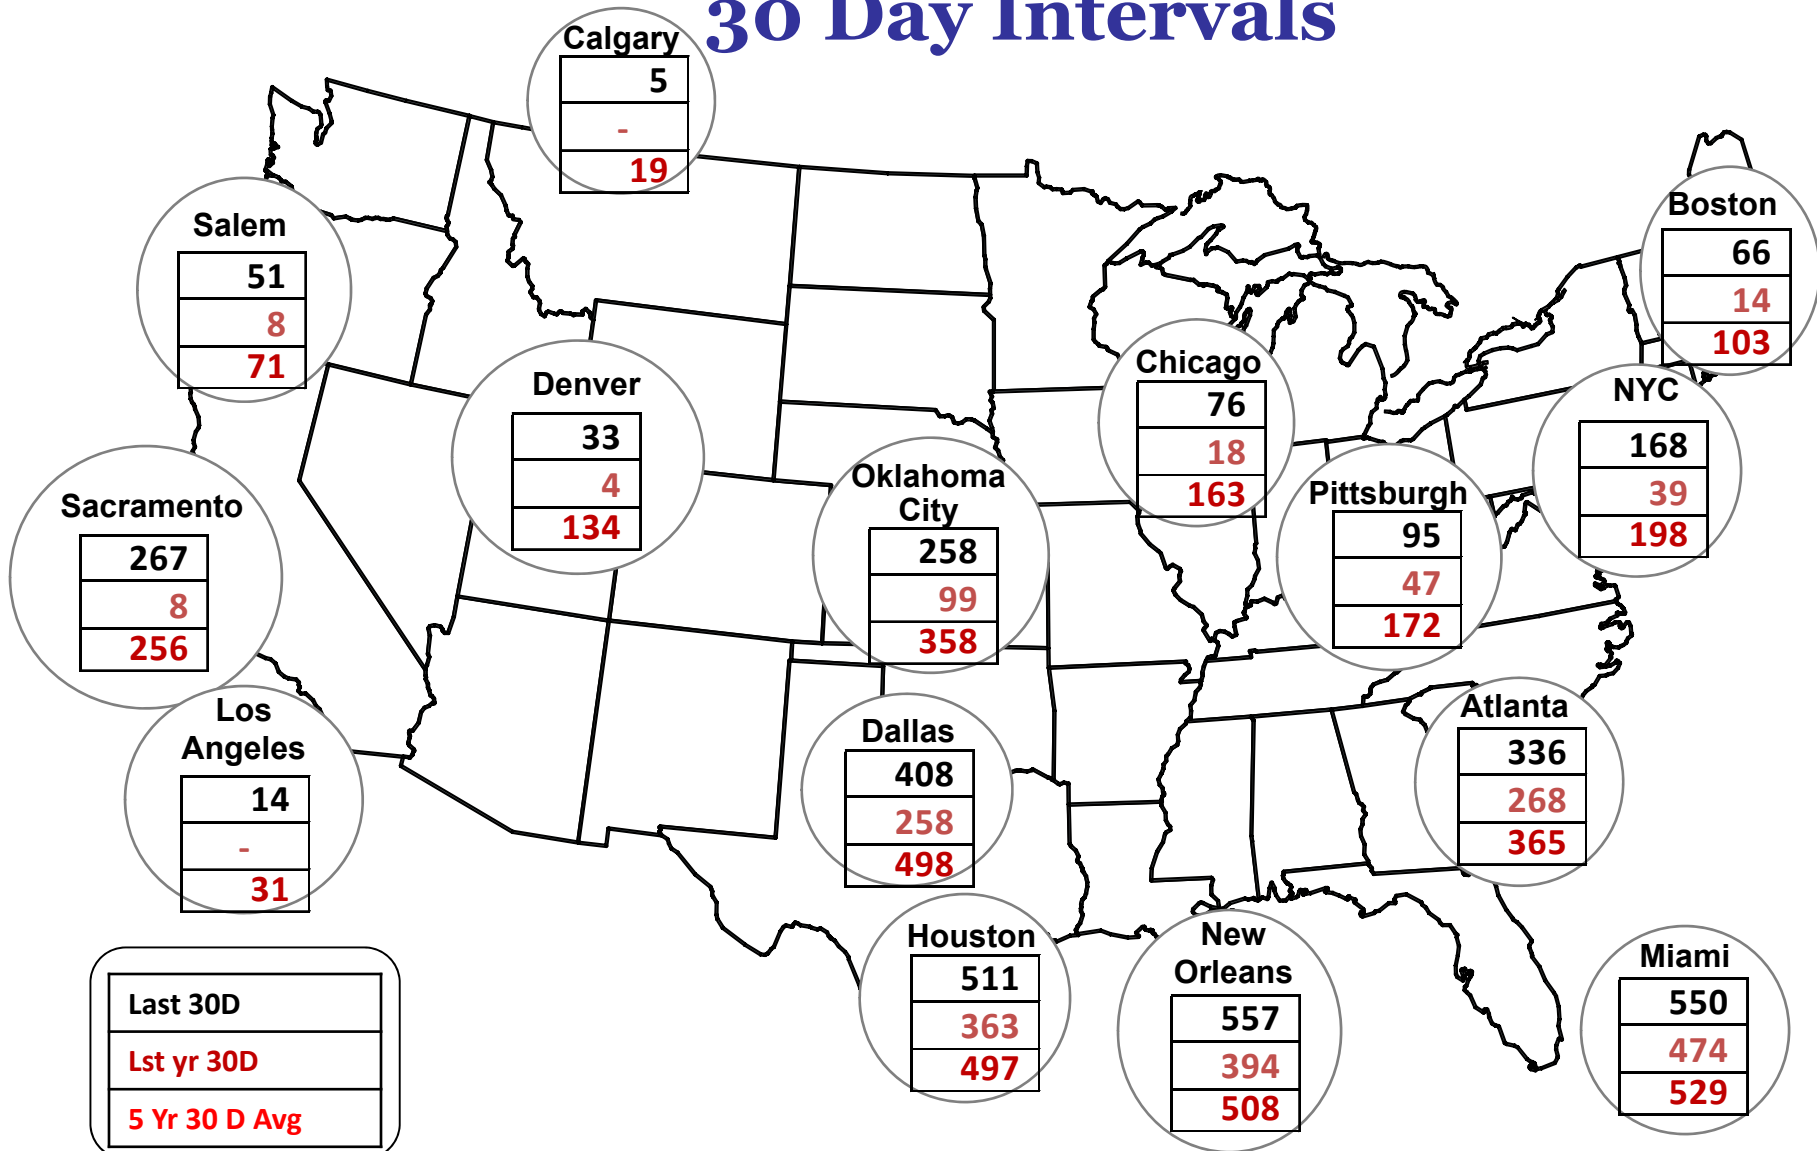 30 Day Intervals
Calgary
5
-
19
Salem
51
8
71
Boston
66
14
103
Denver
33
4
134
Chicago
76
18
163
NYC
168
39
198
Sacramento
267
8
256
Oklahoma
City
258
99
358
Pittsburgh
95
47
172
Los
Angeles
14
-
31
Dallas
408
258
498
Atlanta
336
268
365
Houston
511
363
497
New
Orleans
557
394
508
Miami
550
474
529
Last 30D
Lst yr 30D
5 Yr 30 D Avg